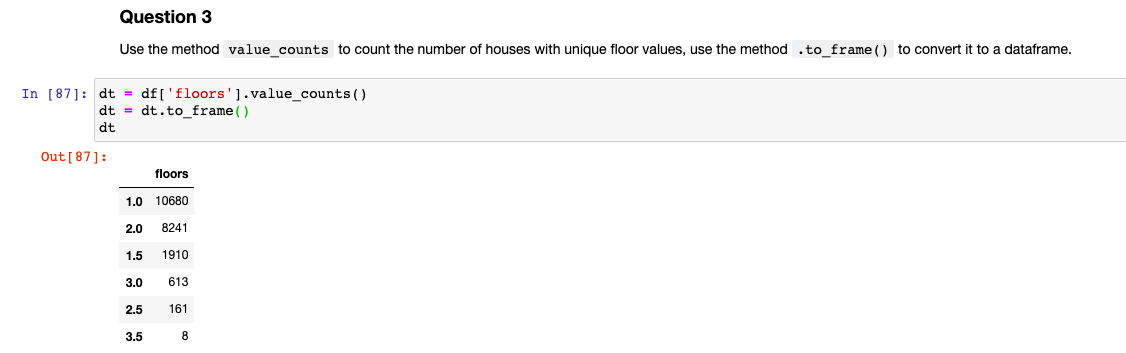 Question 3
Use the method value_counts to count the number of houses with unique floor values, use the method .to_frame() to convert it to a dataframe.
In [87]: dt = df['floors'].value_counts()
dt = dt.to_frame()
dt
Out[87]:
floors
1.0 10680
2.0 8241
1.5 1910
3.0 613
2.5 161
3.5 8